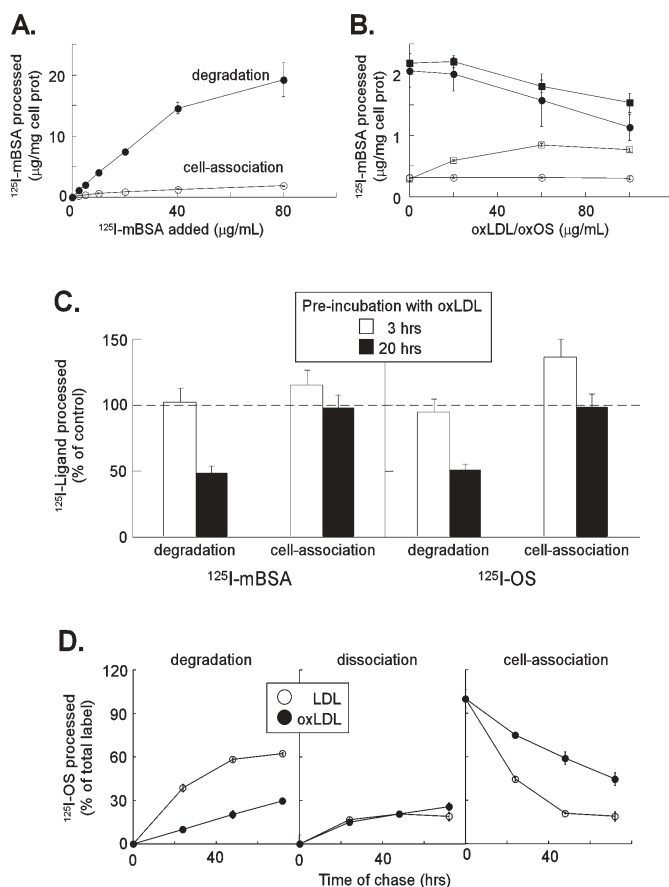 A.
¹²⁵I-mBSA processed
(µg/mg cell prot)
20
10
0
degradation
cell-association
0
40
80
¹²⁵I-mBSA added (µg/mL)
B.
¹²⁵I-mBSA processed
(µg/mg cell prot)
2
1
0
0
40
80
oxLDL/oxOS (µg/mL)
C.
Pre-incubation with oxLDL
3 hrs
20 hrs
¹²⁵I-Ligand processed
(% of control)
150
100
50
0
degradation
cell-association
degradation
cell-association
¹²⁵I-mBSA
¹²⁵I-OS
D.
degradation
dissociation
cell-association
LDL
oxLDL
¹²⁵I-OS processed
(% of total label)
120
90
60
30
0
0
40
0
40
0
40
Time of chase (hrs)